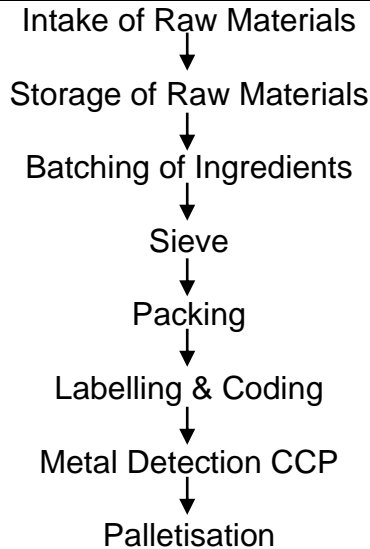 Intake of Raw Materials
Storage of Raw Materials
Batching of Ingredients
Sieve
Packing
Labelling & Coding
Metal Detection CCP
Palletisation